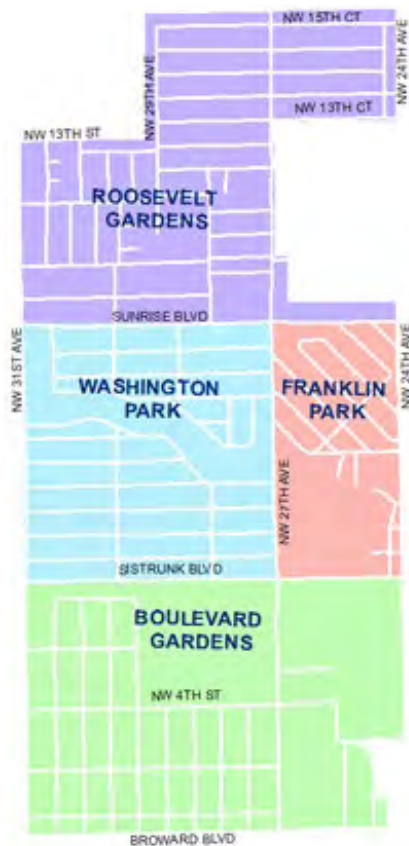 NW 15TH CT
NW 29TH AVE
NW 24TH AVE
NW 13TH CT
NW 13TH ST
ROOSEVELT
GARDENS
SUNRISE BLVD
NW 31ST AVE
NW 24TH AVE
WASHINGTON
PARK
FRANKLIN
PARK
NW 27TH AVE
SISTRUNK BLVD
BOULEVARD
GARDENS
NW 4TH ST
BROWARD BLVD